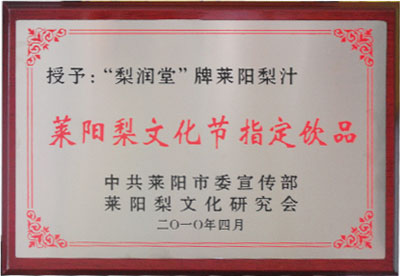 授予：“梨润堂”牌莱阳梨汁
莱阳梨文化节指定饮品
中共莱阳市委宣传部
莱阳梨文化研究会
二○一○年四月